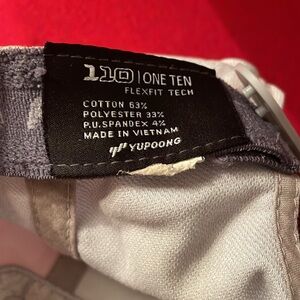 110 | ONE TEN
FLEXFIT TECH
COTTON 63%
POLYESTER 33%
P.U.SPANDEX 4%
MADE IN VIETNAM
YUPOONG